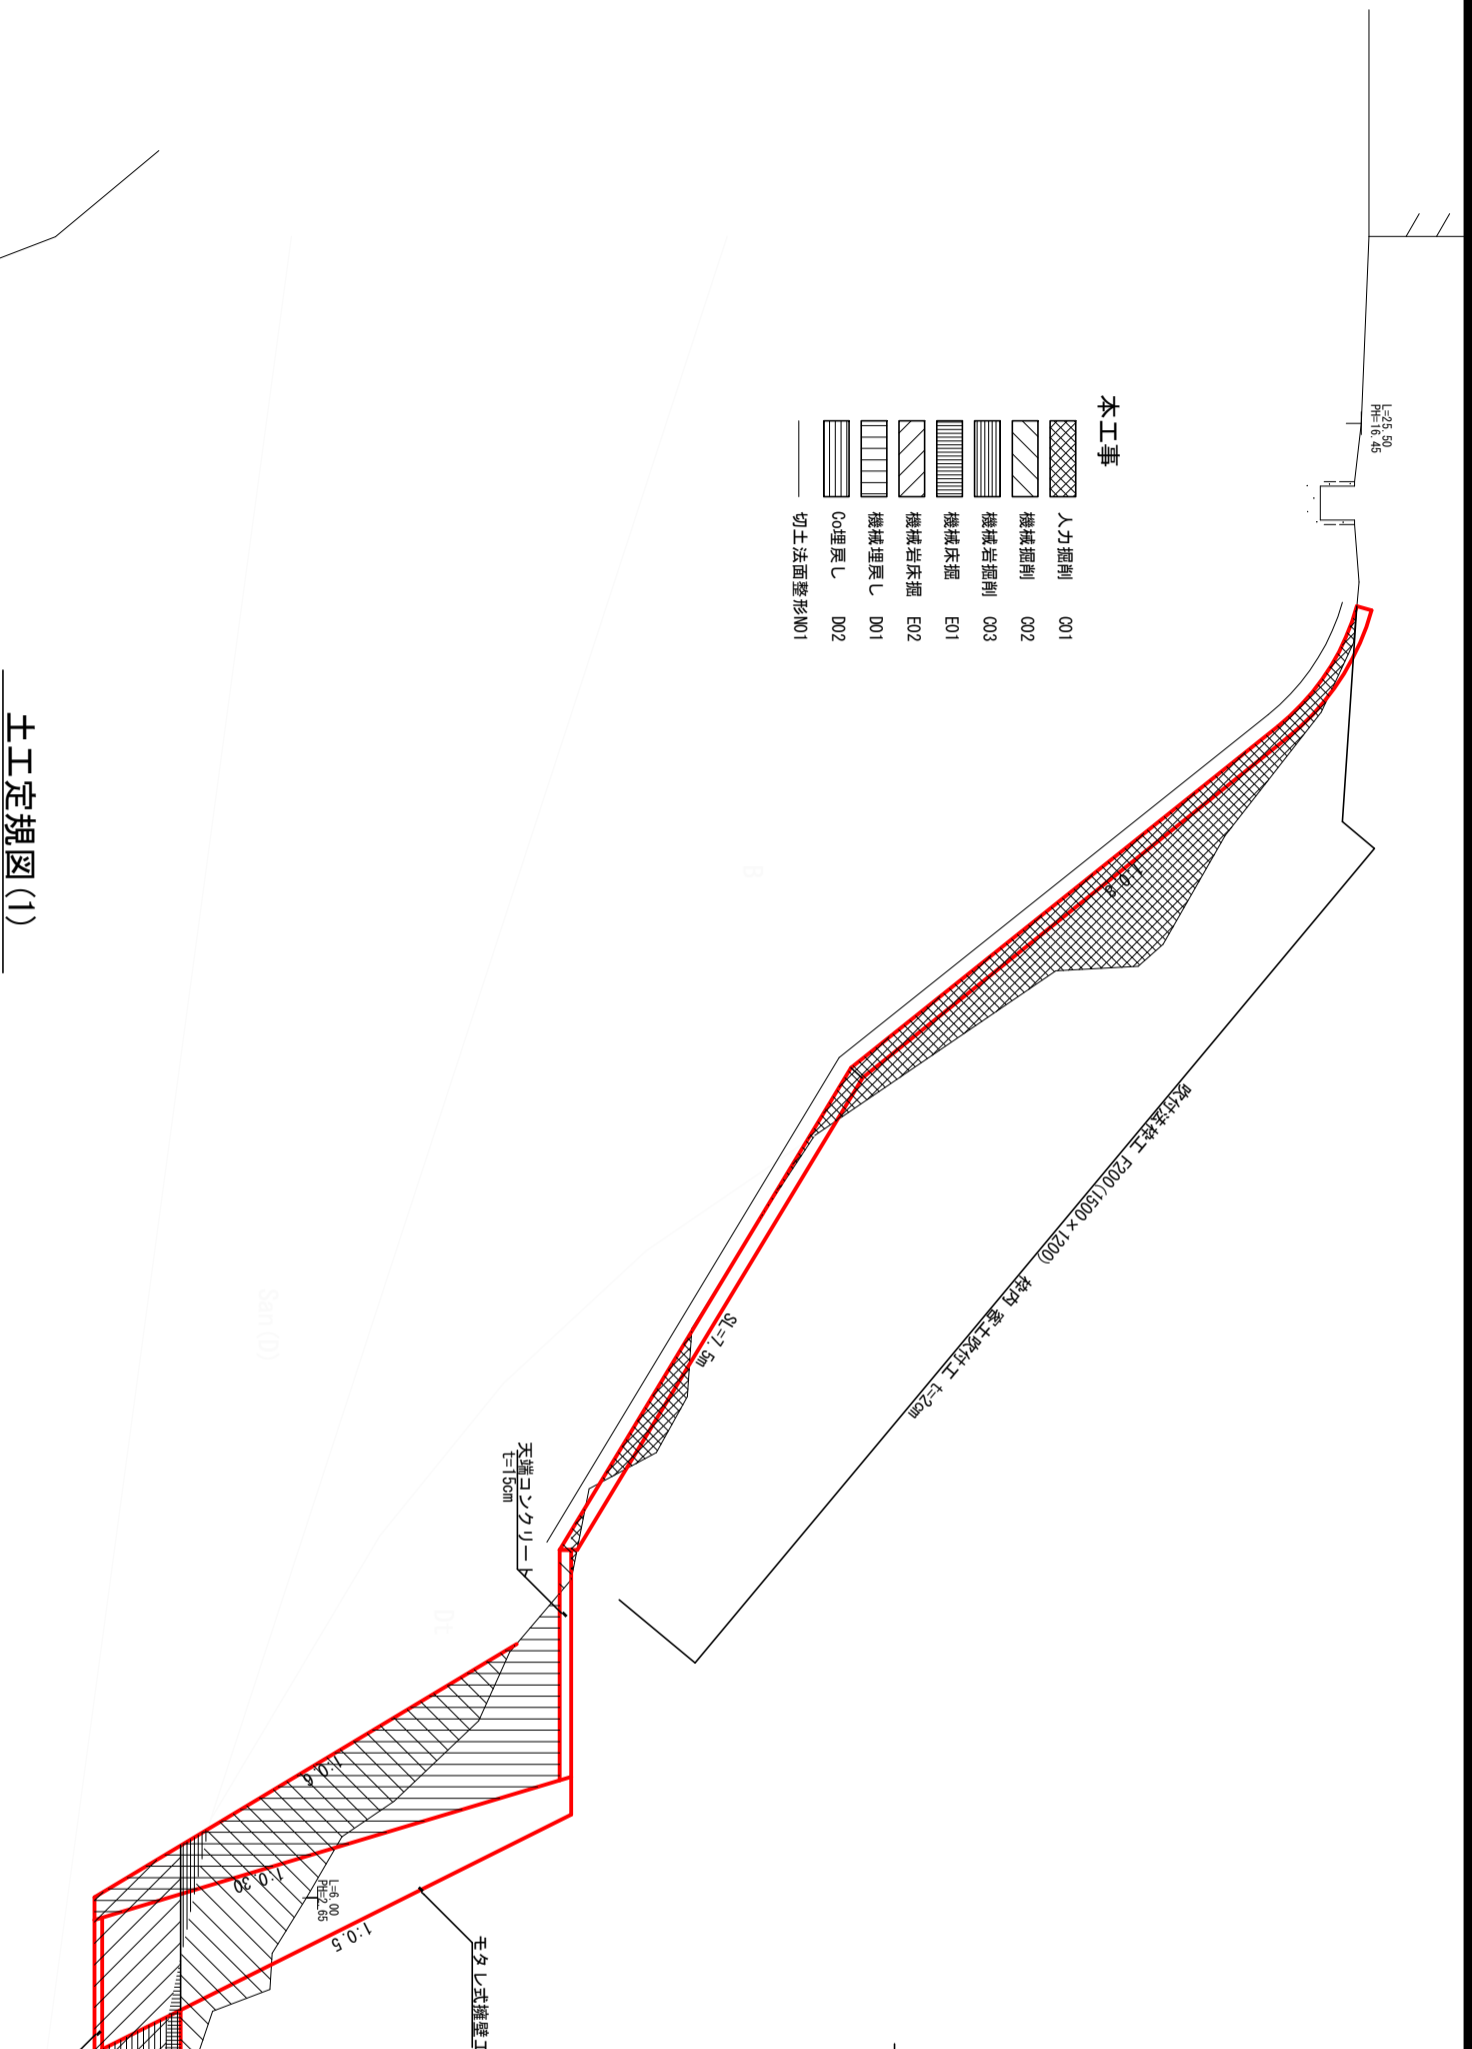 L=25.50
PH=16.45
本工事
人力掘削 C01
機械掘削 C02
機械岩掘削 C03
機械床掘 E01
機械岩床掘 E02
機械埋戻し D01
Co埋戻し D02
切土法面整形N01
1:0.8
吹付法枠工 F200(1500×1200) 枠内 客土吹付工 t=2cm
SL=7.5m
B
San(B)
Dt
天端コンクリート
t=15cm
1:0.6
1:0.30
L=6.00
PH=2.65
1:0.5
モタレ式擁壁工
土工定規図(1)